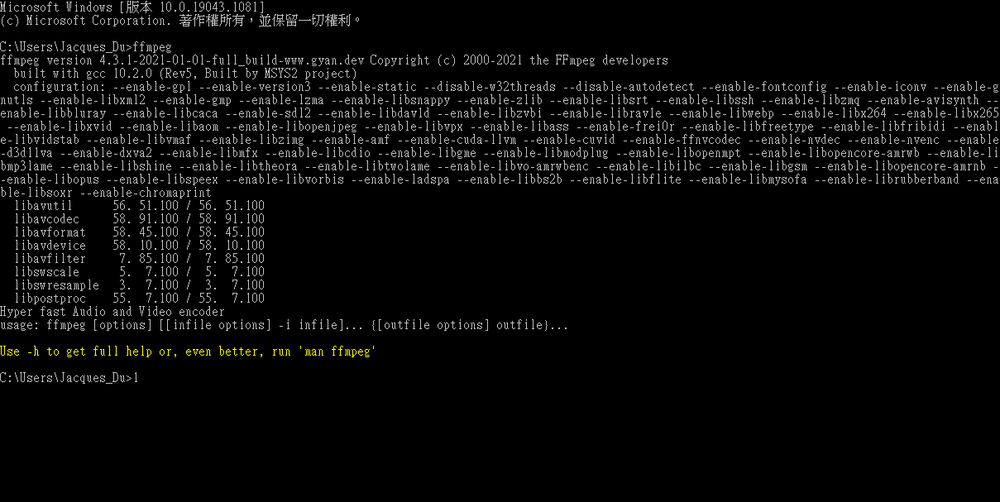 Microsoft Windows [版本 10.0.19043.1081]
(c) Microsoft Corporation. 著作權所有，並保留一切權利。
C:\Users\Jacques_Du>ffmpeg
ffmpeg version 4.3.1-2021-01-01-full_build-www.gyan.dev Copyright (c) 2000-2021 the FFmpeg developers
  built with gcc 10.2.0 (Rev5, Built by MSYS2 project)
  configuration: --enable-gpl --enable-version3 --enable-static --disable-w32threads --disable-autodetect --enable-fontconfig --enable-iconv --enable-g
nutls --enable-libxml2 --enable-gmp --enable-lzma --enable-libsnappy --enable-zlib --enable-libsrt --enable-libssh --enable-libzmq --enable-avisynth --
enable-libbluray --enable-libcaca --enable-sdl2 --enable-libdav1d --enable-libzvbi --enable-librav1e --enable-libwebp --enable-libx264 --enable-libx265
 --enable-libxvid --enable-libaom --enable-libopenjpeg --enable-libvpx --enable-libass --enable-frei0r --enable-libfreetype --enable-libfribidi --enabl
e-libvidstab --enable-libvmaf --enable-libzimg --enable-amf --enable-cuda-llvm --enable-cuvid --enable-ffnvcodec --enable-nvdec --enable-nvenc --enable
-d3d11va --enable-dxva2 --enable-libmfx --enable-libcdio --enable-libgme --enable-libmodplug --enable-libopenmpt --enable-libopencore-amrwb --enable-li
bmp3lame --enable-libshine --enable-libtheora --enable-libtwolame --enable-libvo-amrwbenc --enable-libilbc --enable-libgsm --enable-libopencore-amrnb -
-enable-libopus --enable-libspeex --enable-libvorbis --enable-ladspa --enable-libbs2b --enable-libflite --enable-libmysofa --enable-librubberband --ena
ble-libsoxr --enable-chromaprint
  libavutil      56. 51.100 / 56. 51.100
  libavcodec     58. 91.100 / 58. 91.100
  libavformat    58. 45.100 / 58. 45.100
  libavdevice    58. 10.100 / 58. 10.100
  libavfilter     7. 85.100 /  7. 85.100
  libswscale      5.  7.100 /  5.  7.100
  libswresample   3.  7.100 /  3.  7.100
  libpostproc    55.  7.100 / 55.  7.100
Hyper fast Audio and Video encoder
usage: ffmpeg [options] [[infile options] -i infile]... {[outfile options] outfile}...
Use -h to get full help or, even better, run 'man ffmpeg'
C:\Users\Jacques_Du>1